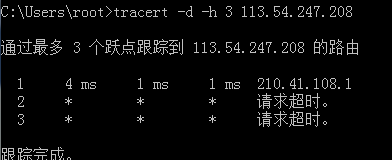 C:\Users\root>tracert -d -h 3 113.54.247.208
通过最多 3 个跃点跟踪到 113.54.247.208 的路由
1 4 ms 1 ms 1 ms 210.41.108.1
2 * * * 请求超时。
3 * * * 请求超时。
跟踪完成。